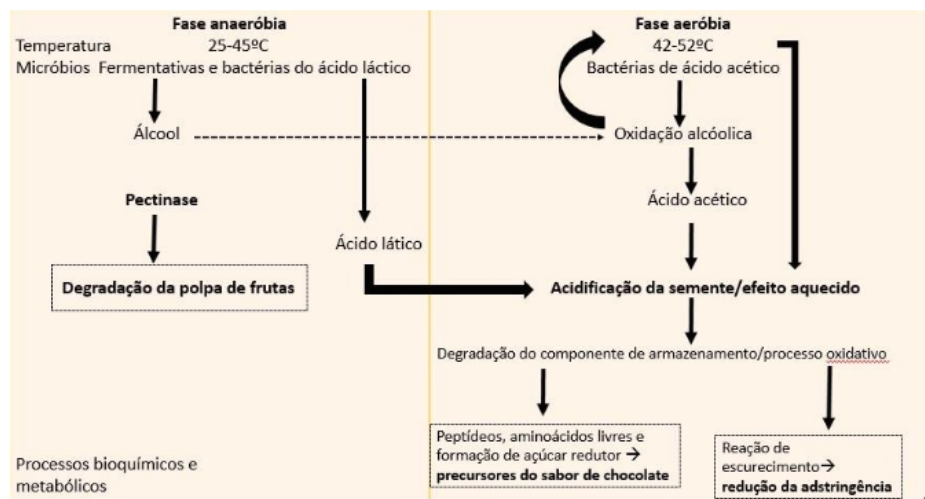 Fase anaeróbia
Temperatura 25-45ºC
Micróbios Fermentativas e bactérias do ácido láctico
Álcool
Pectinase
Ácido lático
Degradação da polpa de frutas
Processos bioquímicos e
metabólicos
Fase aeróbia
42-52ºC
Bactérias de ácido acético
Oxidação alcóolica
Ácido acético
Acidificação da semente/efeito aquecido
Degradação do componente de armazenamento/processo oxidativo
Peptídeos, aminoácidos livres e
formação de açúcar redutor →
precursores do sabor de chocolate
Reação de
escurecimento→
redução da adstringência